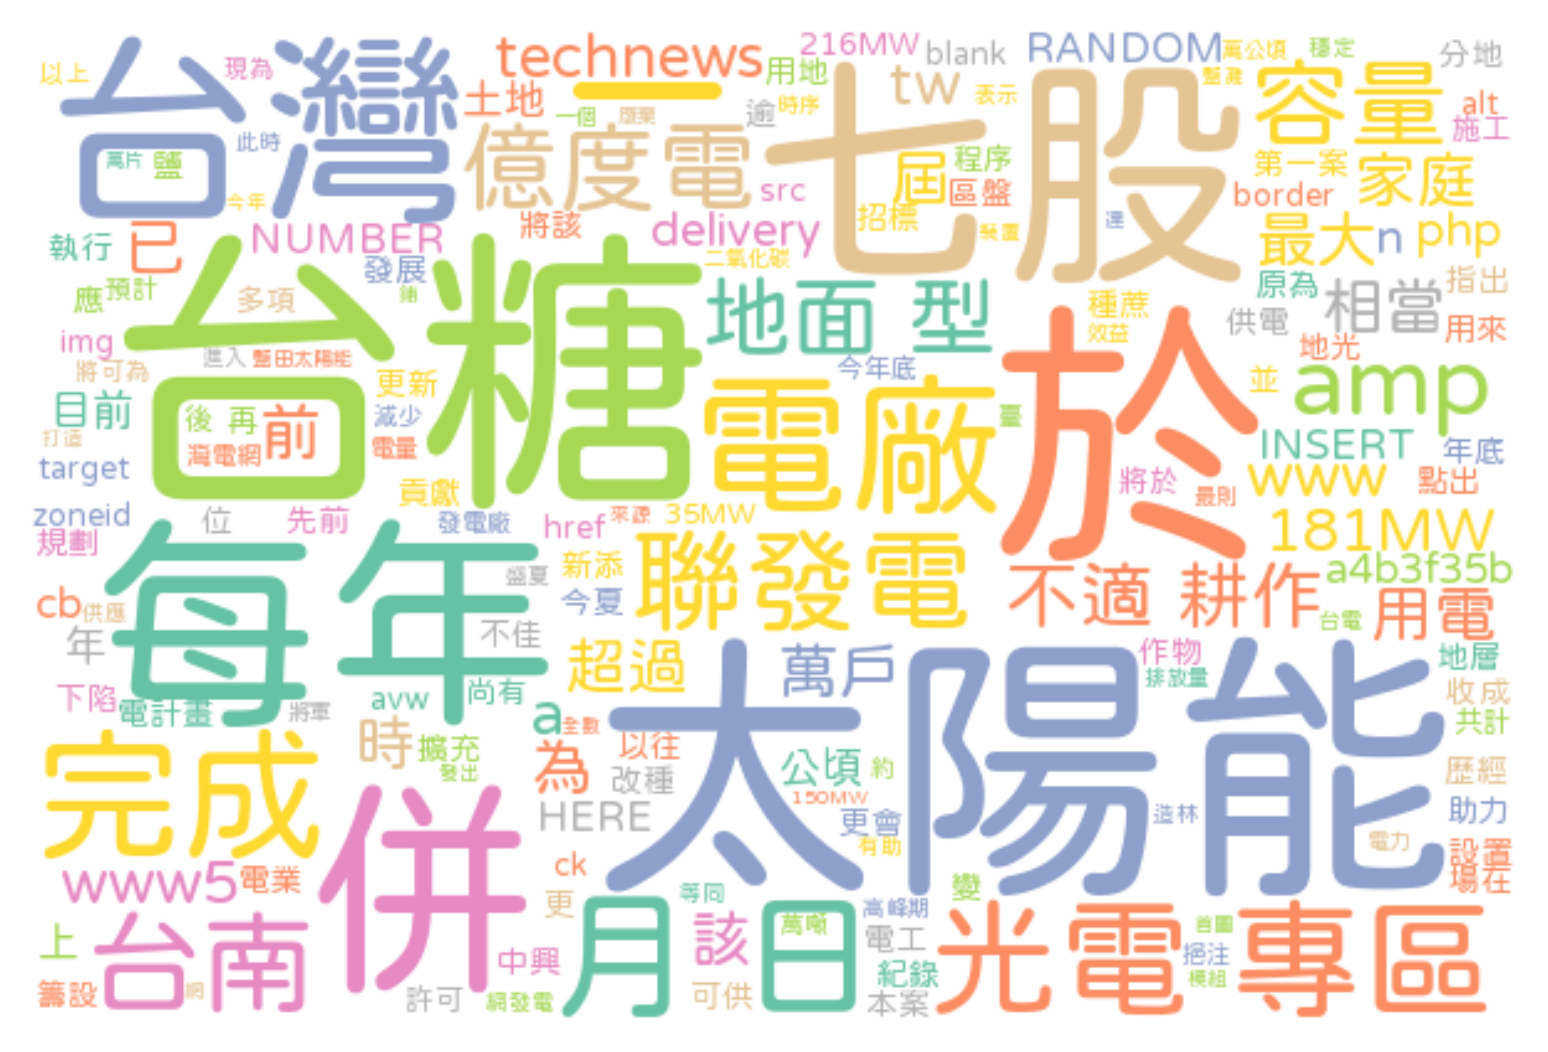 台灣
以上
現為
technews
土地
一
一個
216MW
blank
RANDOM
萬公頃
穩定
分地
用地
tw
表示
容量
alt
施工
此時
鹽
今年
億度電
逾
時序
七股
屆
程序
第一案
家庭
src
區盤
border
執行
已
NUMBER
將該
delivery
招標
裝置
達
最大
n
php
應
預計
發展
二氧化碳
多項
台糖
地面 型
種蔗
效益
原為
供電
相當
指出
用來
img
進入
將可為
更新
今年底
於
地光
並
amp
目前
後 再
前
減少
電廠
臺
打造
灣電網
電量
INSERT
年底
target
貢獻
將於
最則
www
點出
zoneid
位
先前
發電廠
href
來源
35MW
181MW
規劃
每年
盛夏
新添
聯發電
不適 耕作
a4b3f35b
cb
供應
今夏
台電
用電
年
不佳
超過
萬戶
作物
排放量
地層
下陷
電計畫
將軍
avw
尚有
a
全數
太陽能
收成
共計
完成
時
擴充
發出
為
以往
改種
公頃
約
150MW
歷經
併
HERE
更會
造林
助力
有助
電力
www5
電業
ck
設置
場在
更
等同
月
日
高峰期
變
上
台南
中興
該
萬噸
電工
光電專區
首圖
挹注
模組
籌設
網
許可
網發電
可供
紀錄
本案